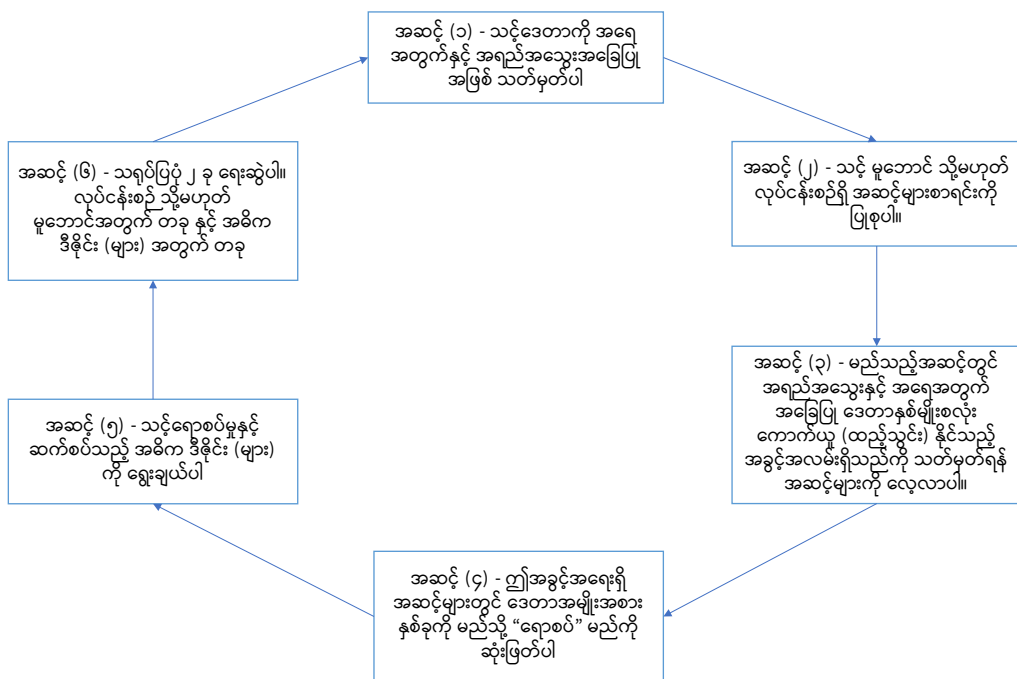 အဆင့် (၁) - သင့်ဒေတာကို အရေ
အတွက်နှင့် အရည်အသွေးအခြေပြု
အဖြစ် သတ်မှတ်ပါ
အဆင့် (၂) - သင့် မူဘောင် သို့မဟုတ်
လုပ်ငန်းစဉ်ရှိ အဆင့်များစာရင်းကို
ပြုစုပါ။
အဆင့် (၃) - မည်သည့်အဆင့်တွင်
အရည်အသွေးနှင့် အရေအတွက်
အခြေပြု ဒေတာနှစ်မျိုးစလုံး
ကောက်ယူ (ထည့်သွင်း) နိုင်သည့်
အခွင့်အလမ်းရှိသည်ကို သတ်မှတ်ရန်
အဆင့်များကို လေ့လာပါ။
အဆင့် (၄) - ဤအခွင့်အရေးရှိ
အဆင့်များတွင် ဒေတာအမျိုးအစား
နှစ်ခုကို မည်သို့ “ရောစပ်” မည်ကို
ဆုံးဖြတ်ပါ
အဆင့် (၅) - သင့်ရောစပ်မှုနှင့်
ဆက်စပ်သည့် အဓိက ဒီဇိုင်း (များ)
ကို ရွေးချယ်ပါ
အဆင့် (၆) - သရုပ်ပြပုံ ၂ ခု ရေးဆွဲပါ။
လုပ်ငန်းစဉ် သို့မဟုတ်
မူဘောင်အတွက် တခု နှင့် အဓိက
ဒီဇိုင်း (များ) အတွက် တခု